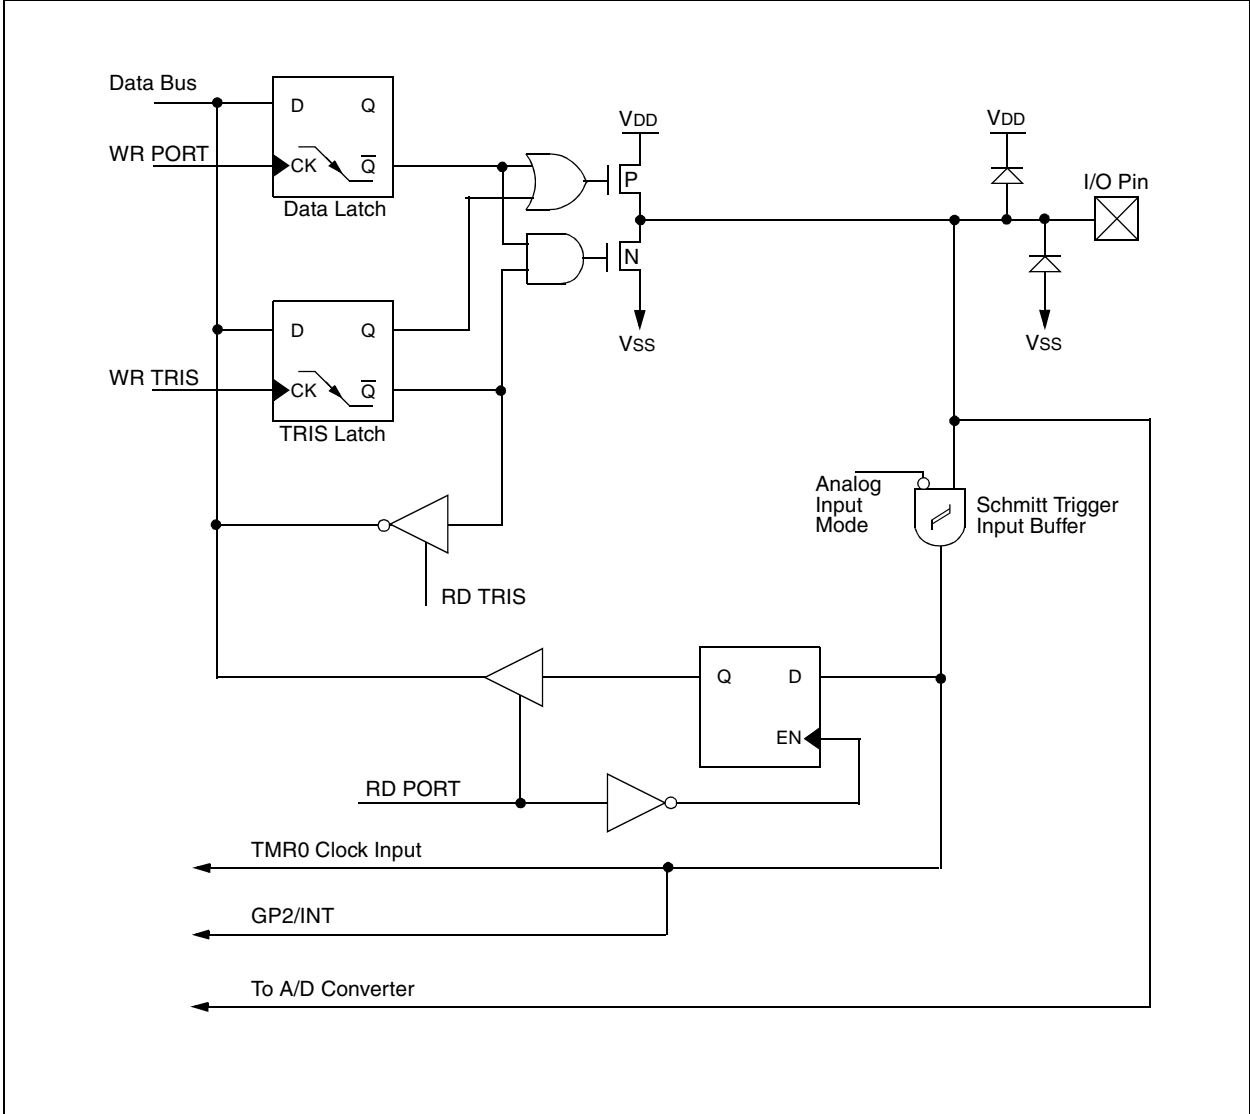 Data Bus
D Q
WR PORT
CK Q
Data Latch
VDD
P
N
VSS
VDD
I/O Pin
VSS
D Q
WR TRIS
CK Q
TRIS Latch
Analog
Input
Mode
Schmitt Trigger
Input Buffer
RD TRIS
Q D
EN
RD PORT
TMR0 Clock Input
GP2/INT
To A/D Converter